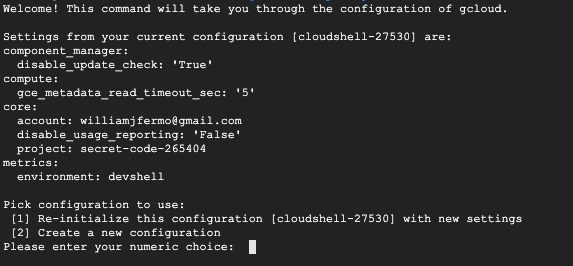 Welcome! This command will take you through the configuration of gcloud.
Settings from your current configuration [cloudshell-27530] are:
component_manager:
  disable_update_check: 'True'
compute:
  gce_metadata_read_timeout_sec: '5'
core:
  account: williamjfermo@gmail.com
  disable_usage_reporting: 'False'
  project: secret-code-265404
metrics:
  environment: devshell
Pick configuration to use:
 [1] Re-initialize this configuration [cloudshell-27530] with new settings
 [2] Create a new configuration
Please enter your numeric choice: